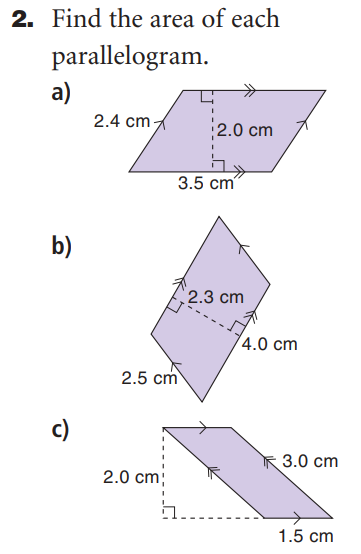 2. Find the area of each
parallelogram.
a)
2.4 cm
2.0 cm
3.5 cm
b)
2.3 cm
4.0 cm
2.5 cm
c)
3.0 cm
2.0 cm
1.5 cm